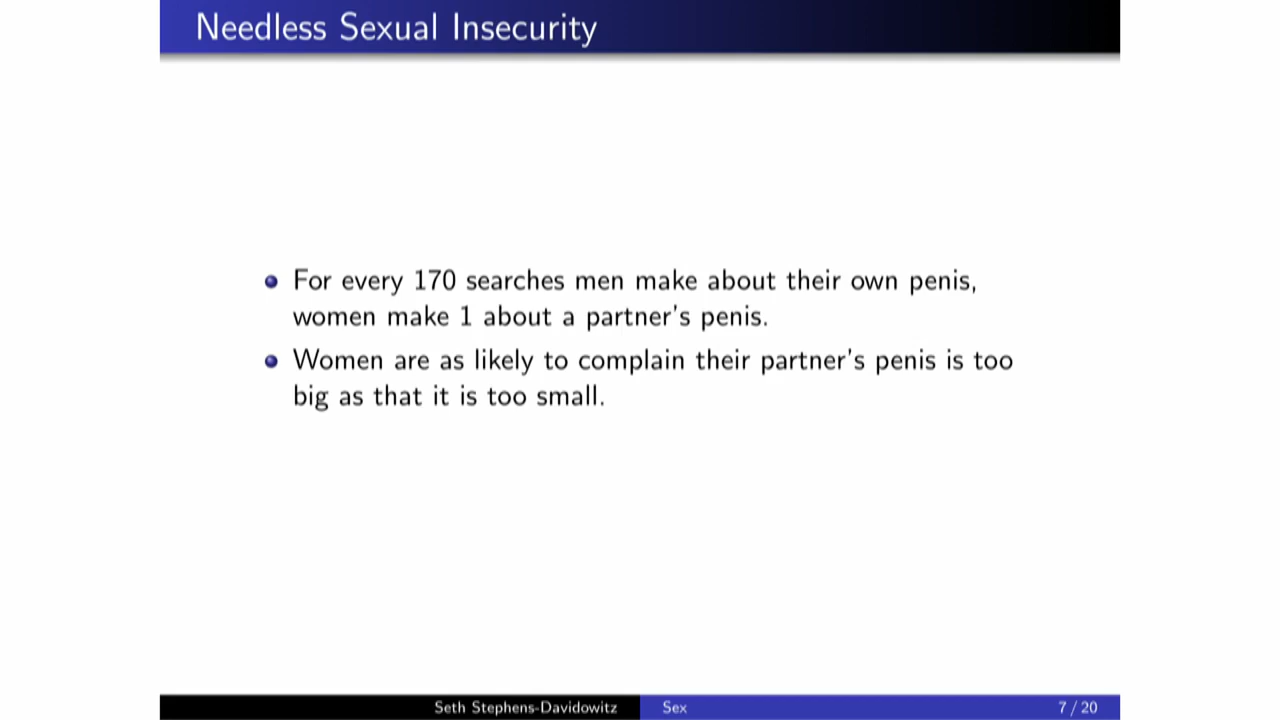 Needless Sexual Insecurity
For every 170 searches men make about their own penis,
women make 1 about a partner's penis.
Women are as likely to complain their partner's penis is too
big as that it is too small.
Seth Stephens-Davidowitz Sex 7 / 20